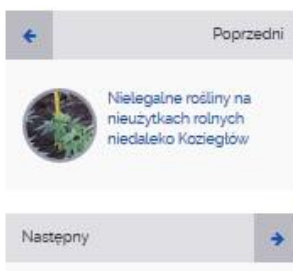 Poprzedni
Nielegalne rośliny na
nieużytkach rolnych
niedaleko Koziegłów
Następny